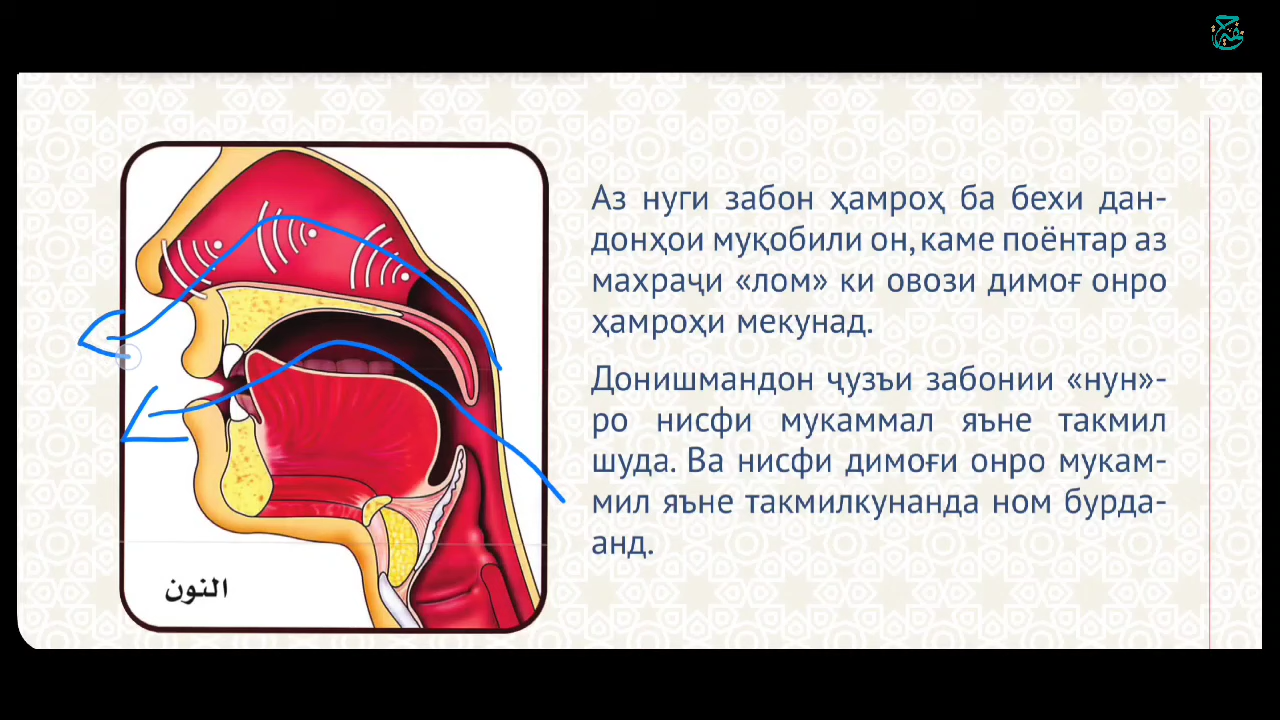 Аз нуги забон ҳамроҳ ба бехи дан-
донҳои муқобили он, каме поёнтар аз
махраҷи «лом» ки овози димоғ онро
ҳамроҳи мекунад.
Донишмандон ҷузъи забонии «нун»-
ро нисфи мукаммал яъне такмил
шуда. Ва нисфи димоғи онро мукам-
мил яъне такмилкунанда ном бурда-
анд.
النون